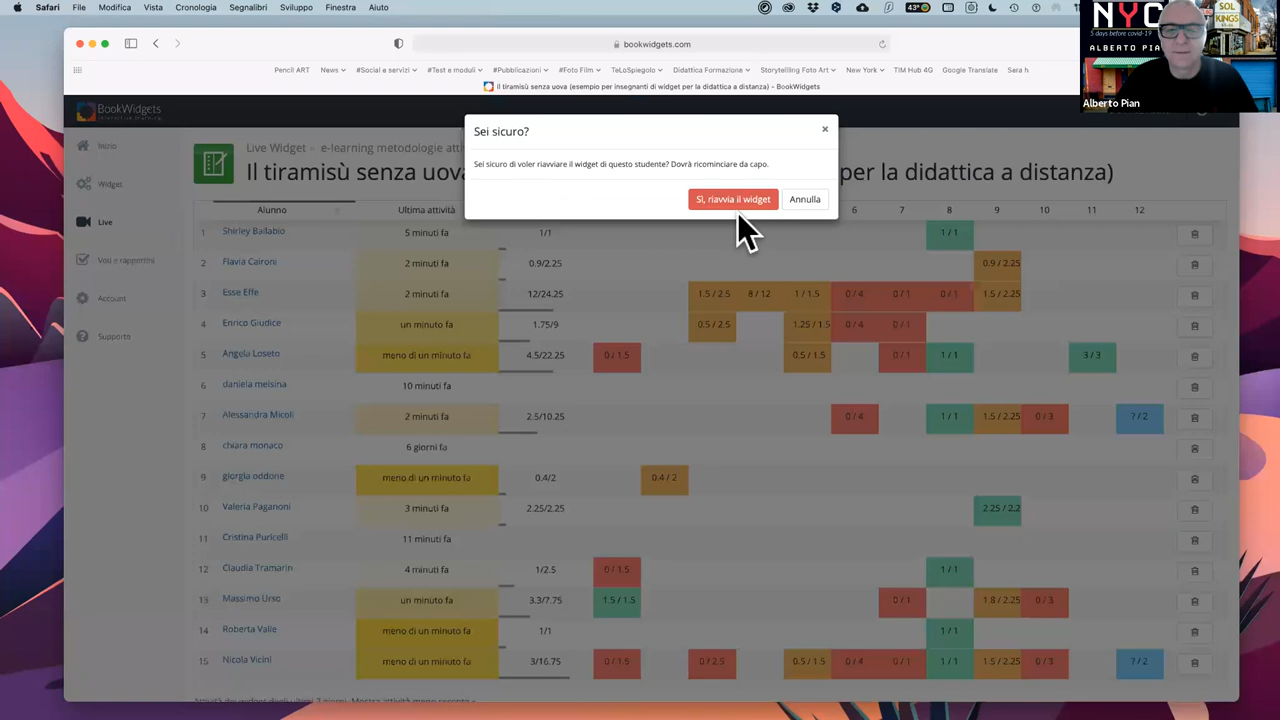 Safari File Modifica Vista Cronologia Segnalibri Sviluppo Finestra Aiuto
43°
bookwidgets.com
Pencil ART News #Social e servizi #Test e moduli #Pubblicazioni #Foto Film TeLoSpiegolo Didattica Formazione Storytelling Foto Art New York TIM Hub 4G Google Translate Sera h
Il tiramisù senza uova (esempio per insegnanti di widget per la didattica a distanza) – BookWidgets
NYC
5 days before covid-19
ALBERTO PIA
SOL
KINGS
Alberto Pian
BookWidgets
Inizio
Widget
Live
Voti e rapportini
Account
Supporto
Live Widget e-learning metodologie att
Il tiramisù senza uova per la didattica a distanza)
Sei sicuro? ×
Sei sicuro di voler riavviare il widget di questo studente? Dovrà ricominciare da capo.
Sì, riavvia il widget Annulla
Alunno Ultima attività 6 7 8 9 10 11 12
1 Shirley Ballabio 5 minuti fa 1/1 1 / 1
2 Flavia Caironi 2 minuti fa 0.9/2.25 0.9 / 2.25
3 Esse Effe 2 minuti fa 12/24.25 1.5 / 2.5 8 / 12 1 / 1.5 0 / 4 0 / 1 0 / 1 1.5 / 2.25
4 Enrico Giudice un minuto fa 1.75/9 0.5 / 2.5 1.25 / 1.5 0 / 4 0 / 1
5 Angela Loseto meno di un minuto fa 4.5/22.25 0 / 1.5 0.5 / 1.5 0 / 1 1 / 1 3 / 3
6 daniela melsina 10 minuti fa
7 Alessandra Micoli 2 minuti fa 2.5/10.25 0 / 4 1 / 1 1.5 / 2.25 0 / 3 ? / 2
8 chiara monaco 6 giorni fa
9 giorgia oddone meno di un minuto fa 0.4/2 0.4 / 2
10 Valeria Paganoni 3 minuti fa 2.25/2.25 2.25 / 2.2
11 Cristina Puricelli 11 minuti fa
12 Claudia Tramarin 4 minuti fa 1/2.5 0 / 1.5 1 / 1
13 Massimo Urso un minuto fa 3.3/7.75 1.5 / 1.5 0 / 1 1.8 / 2.25 0 / 3
14 Roberta Valle meno di un minuto fa 1/1 1 / 1
15 Nicola Vicini meno di un minuto fa 3/16.75 0 / 1.5 0 / 2.5 0.5 / 1.5 0 / 4 0 / 1 1 / 1 1.5 / 2.25 0 / 3 ? / 2